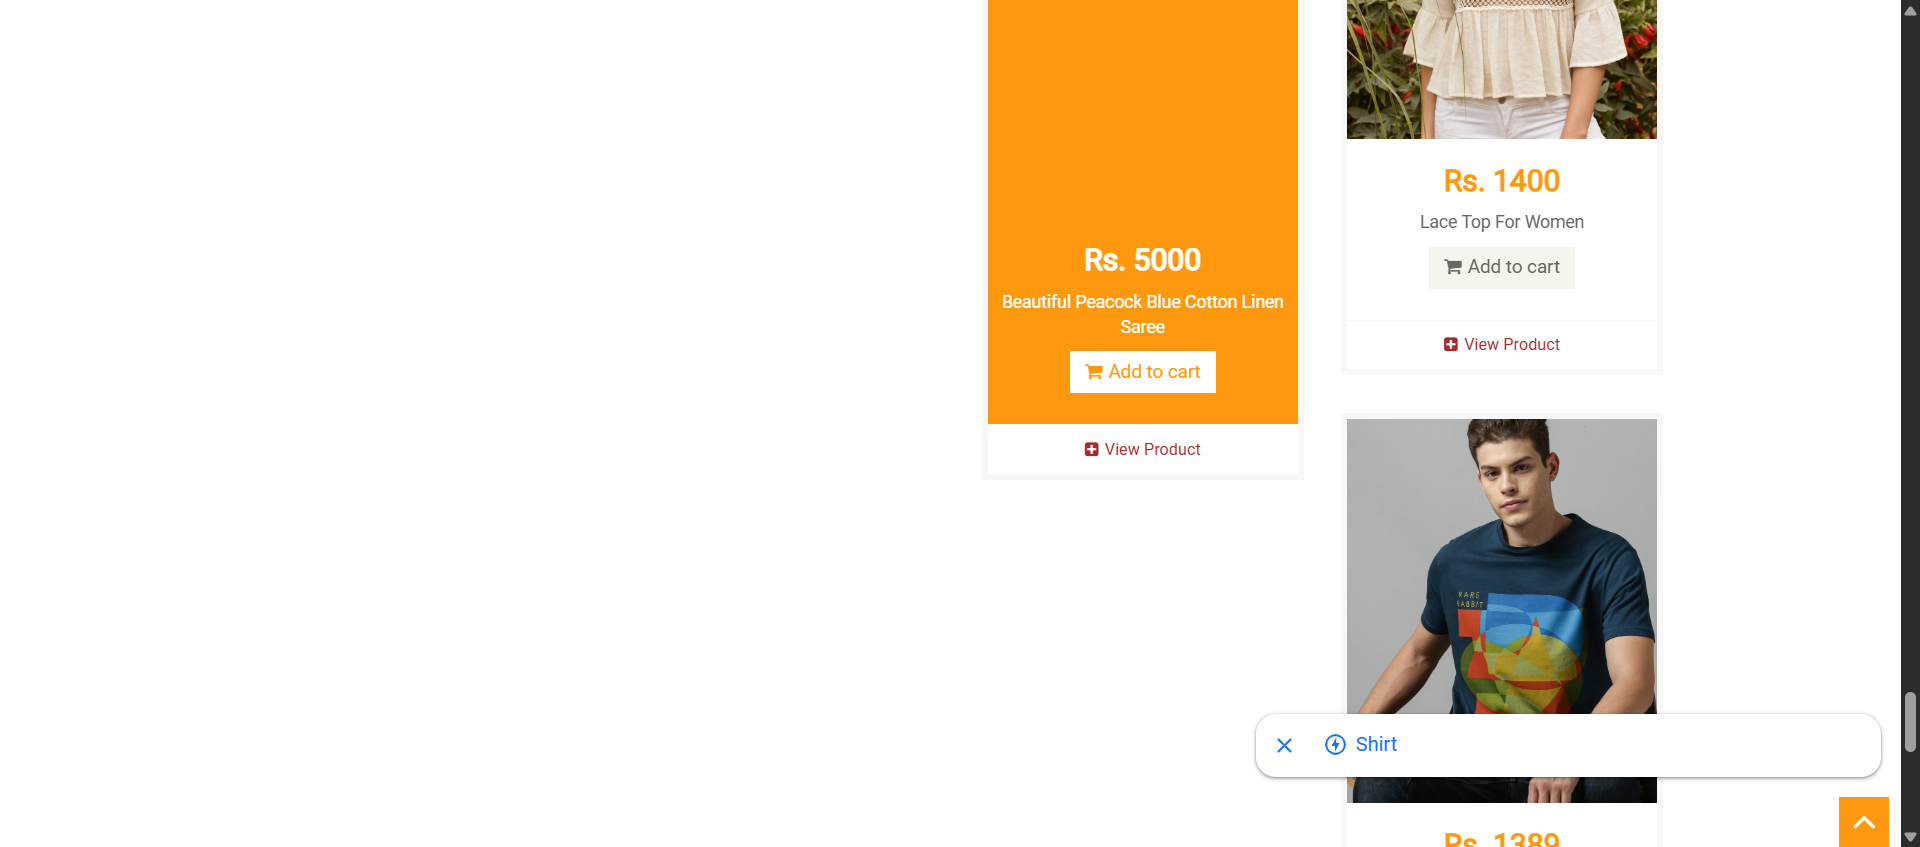 Rs. 5000
Beautiful Peacock Blue Cotton Linen
Saree
Add to cart
View Product
Rs. 1400
Lace Top For Women
Add to cart
View Product
RARE
RABBIT
Shirt
Rs. 1389